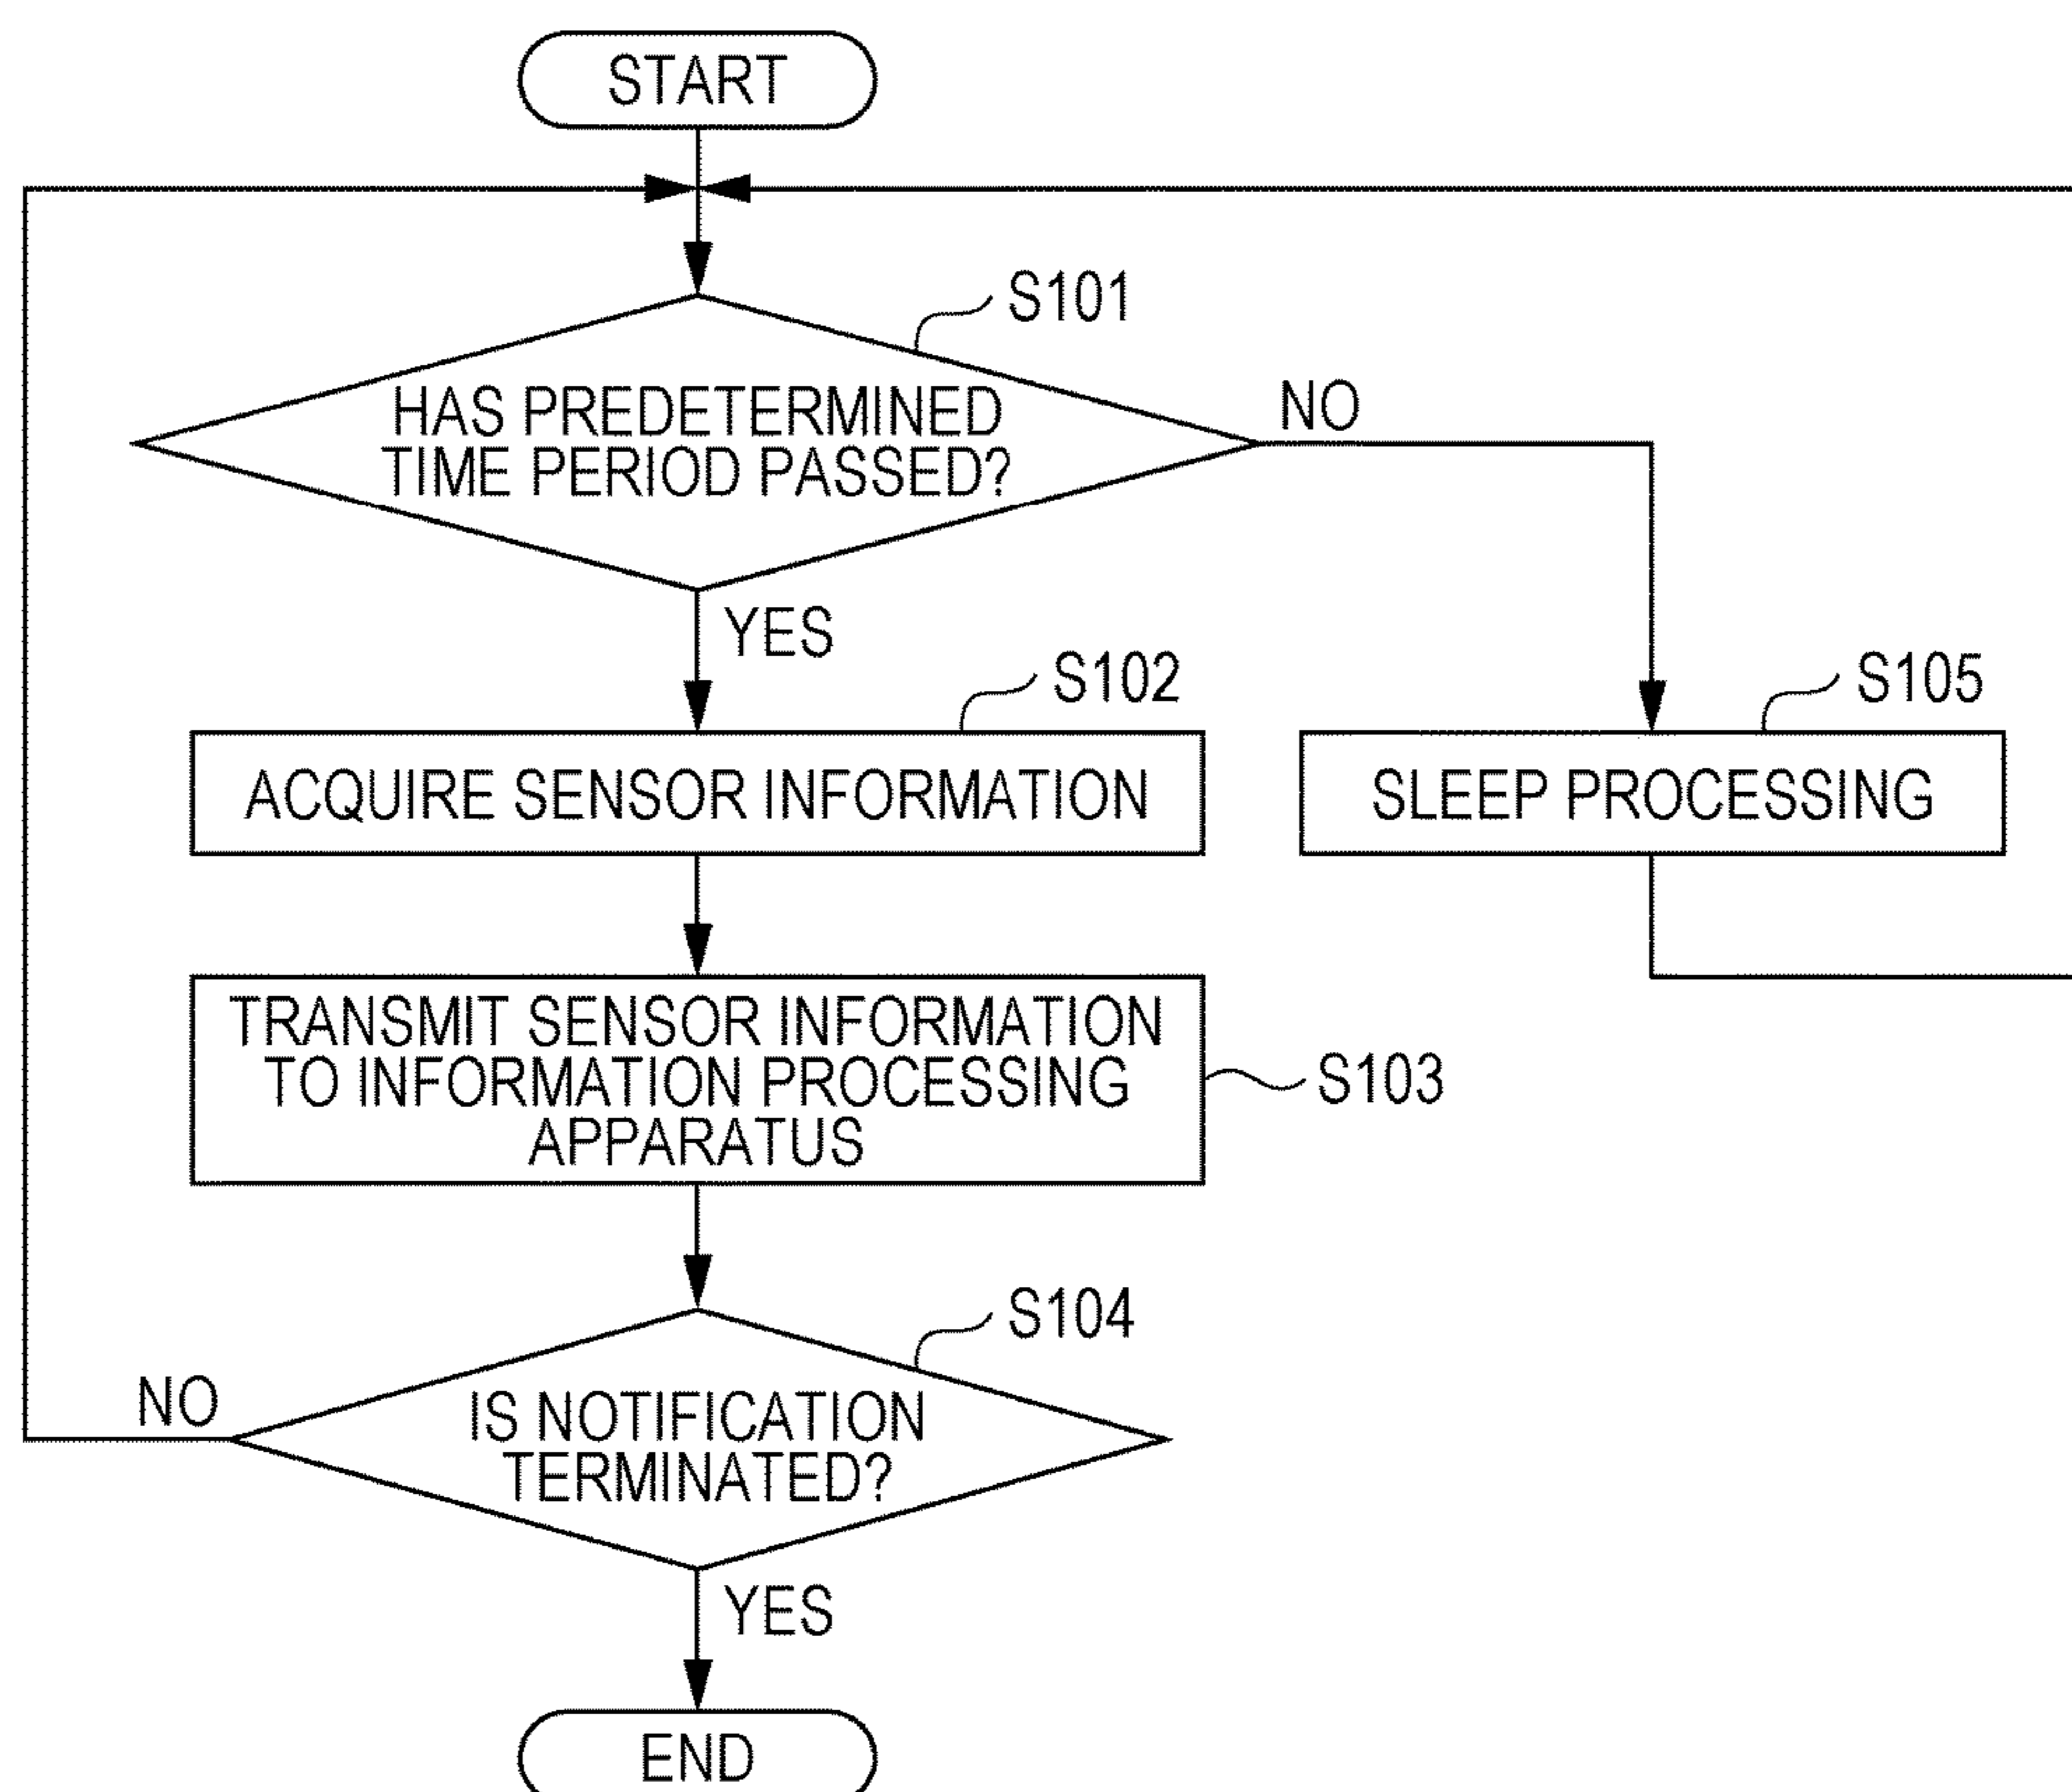 START
S101
HAS PREDETERMINED
TIME PERIOD PASSED?
NO
YES
S102
ACQUIRE SENSOR INFORMATION
S105
SLEEP PROCESSING
TRANSMIT SENSOR INFORMATION
TO INFORMATION PROCESSING
APPARATUS
S103
S104
IS NOTIFICATION
TERMINATED?
NO
YES
END